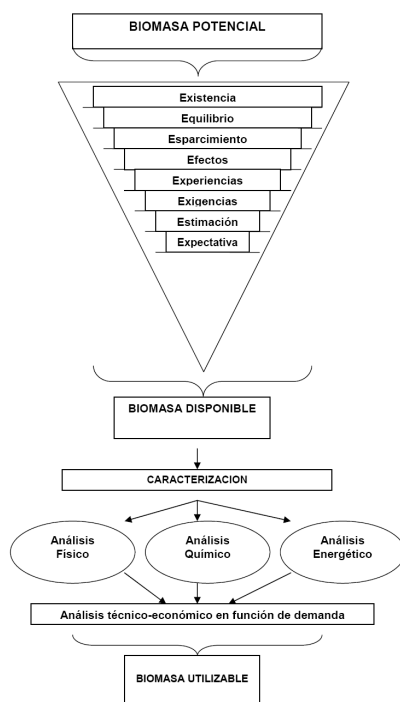 BIOMASA POTENCIAL
Existencia
Equilibrio
Esparcimiento
Efectos
Experiencias
Exigencias
Estimación
Expectativa
BIOMASA DISPONIBLE
CARACTERIZACION
Análisis
Físico
Análisis
Químico
Análisis
Energético
Análisis técnico-económico en función de demanda
BIOMASA UTILIZABLE